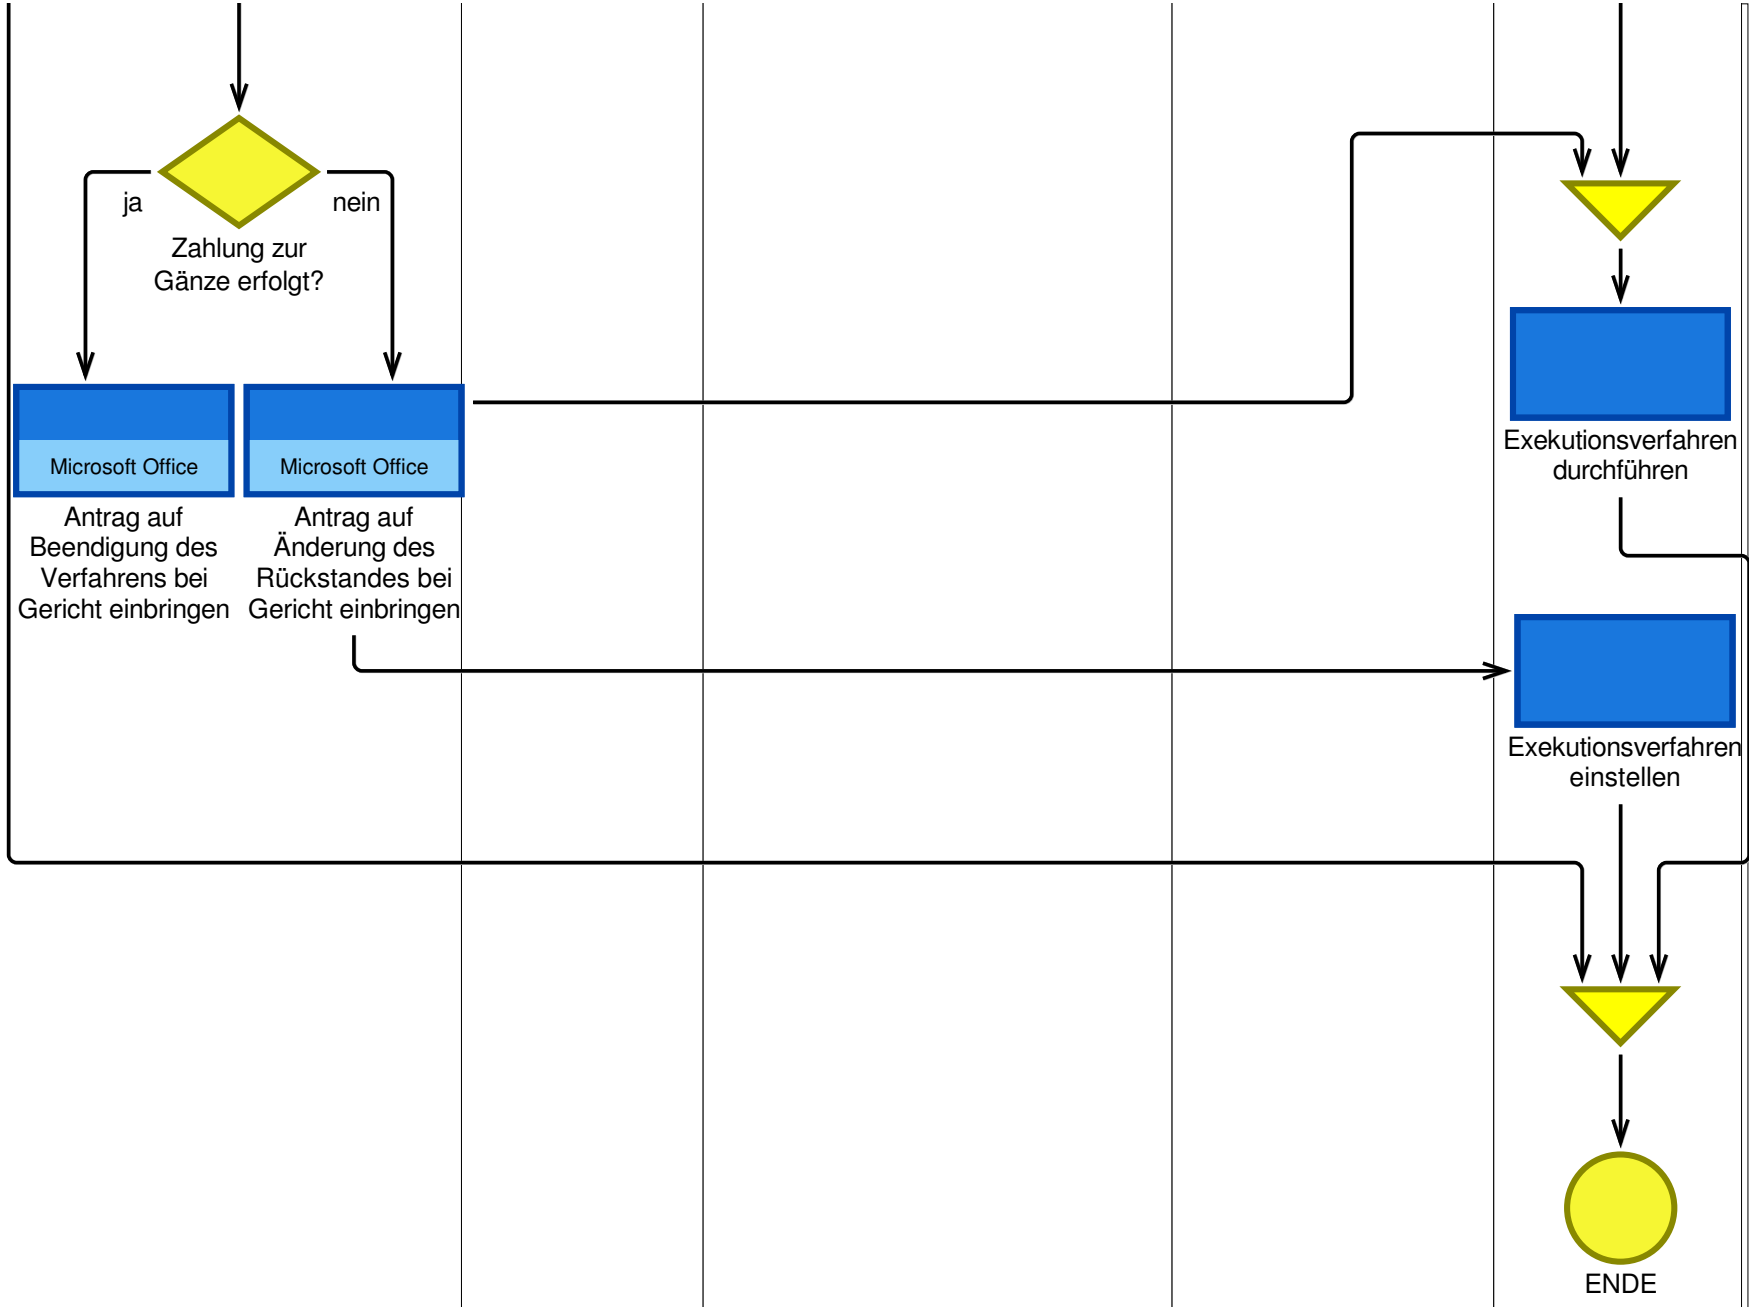 ja
nein
Zahlung zur
Gänze erfolgt?
Microsoft Office
Antrag auf
Beendigung des
Verfahrens bei
Gericht einbringen
Microsoft Office
Antrag auf
Änderung des
Rückstandes bei
Gericht einbringen
Exekutionsverfahren
durchführen
Exekutionsverfahren
einstellen
ENDE